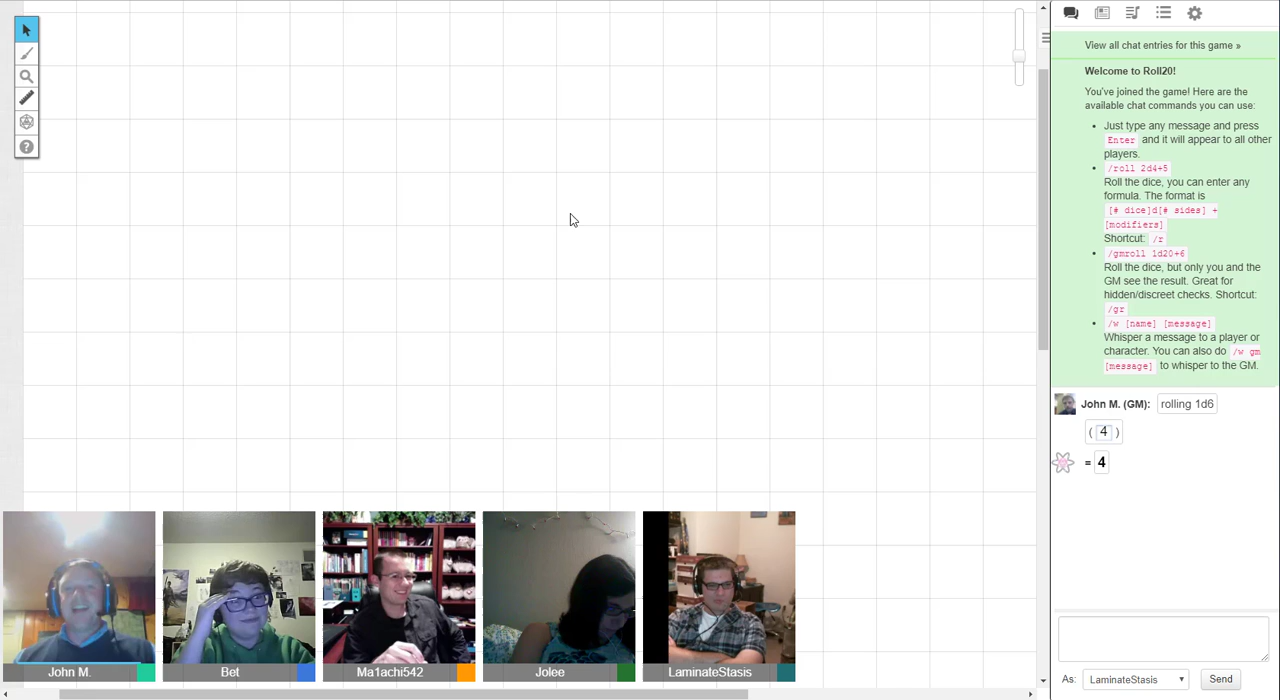 View all chat entries for this game »
Welcome to Roll20!
You've joined the game! Here are the
available chat commands you can use:
Just type any message and press
Enter and it will appear to all other
players.
/roll 2d4+5
Roll the dice, you can enter any
formula. The format is
[# dice]d[# sides] +
[modifiers]
Shortcut: /r
/gmroll 1d20+6
Roll the dice, but only you and the
GM see the result. Great for
hidden/discreet checks. Shortcut:
/gr
/w [name] [message]
Whisper a message to a player or
character. You can also do /w gm
[message] to whisper to the GM.
John M. (GM): rolling 1d6
( 4 )
= 4
John M.
Bet
Ma1achi542
Jolee
LaminateStasis
As: LaminateStasis Send